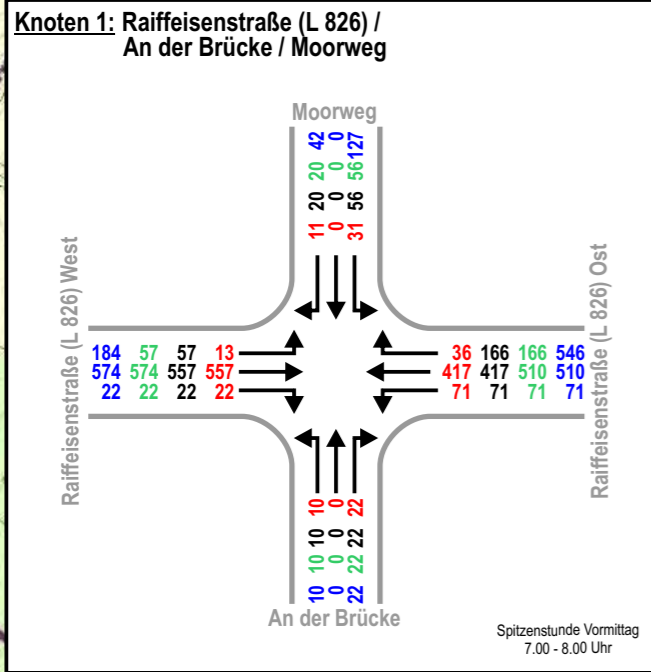 Knoten 1: Raiffeisenstraße (L 826) /
An der Brücke / Moorweg
Moorweg
42 0 127
20 0 56
20 0 56
11 0 31
Raiffeisenstraße (L 826) West
184 57 57 13
574 574 557 557
22 22 22 22
36 166 166 546
417 417 510 510
71 71 71 71
Raiffeisenstraße (L 826) Ost
10 0 22
10 0 22
10 0 22
10 0 22
An der Brücke
Spitzenstunde Vormittag
7.00 - 8.00 Uhr